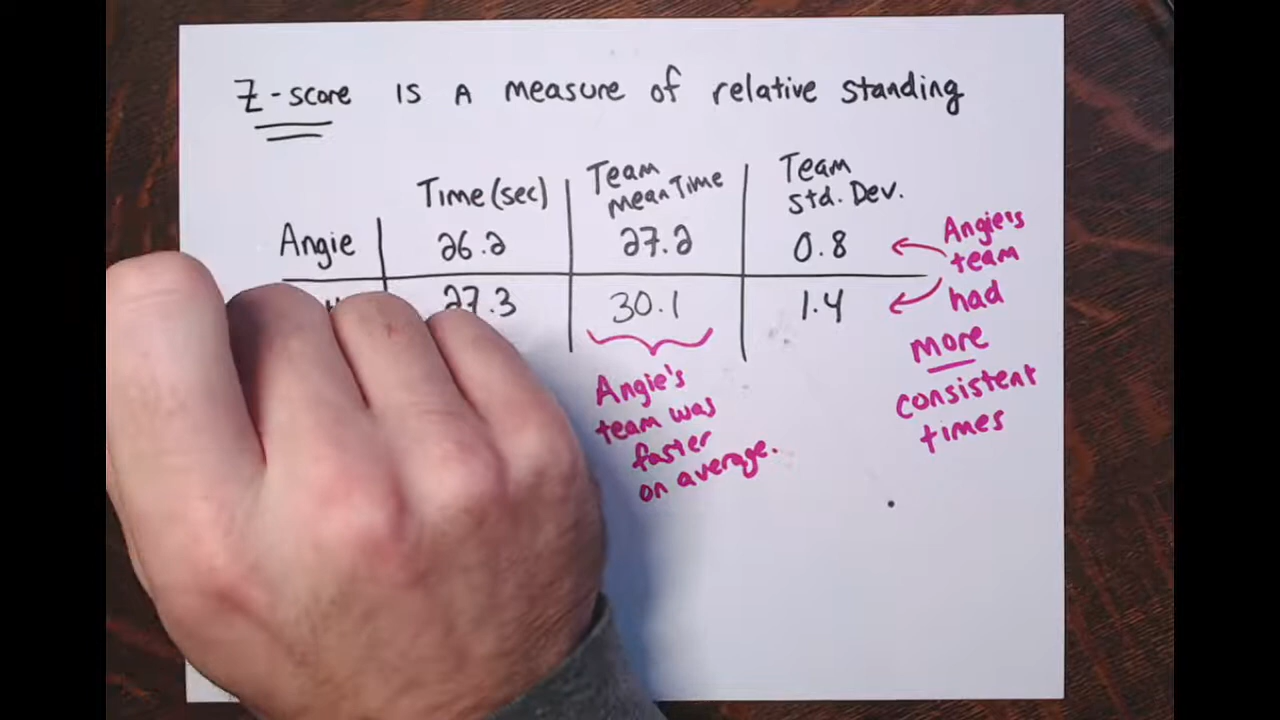 Z-score is a measure of relative standing
Time (sec)
Team
mean Time
Team
std. Dev.
Angie
26.2
27.2
0.8
27.3
30.1
1.4
Angie's
team was
faster
on average.
Angie's
team
had
more
consistent
times